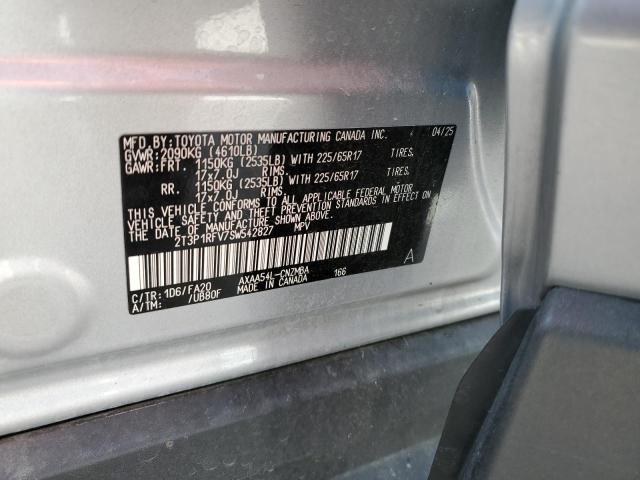 MFD. BY: TOYOTA MOTOR MANUFACTURING CANADA INC. 04/25
GVWR: 2090KG (4610LB)
GAWR: FRT. 1150KG (2535LB) WITH 225/65R17 TIRES.
17x7.0J RIMS
RR. 1150KG (2535LB) WITH 225/65R17 TIRES.
17x7.0J RIMS
THIS VEHICLE CONFORMS TO ALL APPLICABLE FEDERAL MOTOR
VEHICLE SAFETY AND THEFT PREVENTION STANDARDS IN EFFECT ON
THE DATE OF MANUFACTURE SHOWN ABOVE.
2T3P1RFV7SW542827 MPV
A
AXAA54L-CNZMBA 166
C/TR: 1D6/FA20 MADE IN CANADA
A/TM: /UB80F